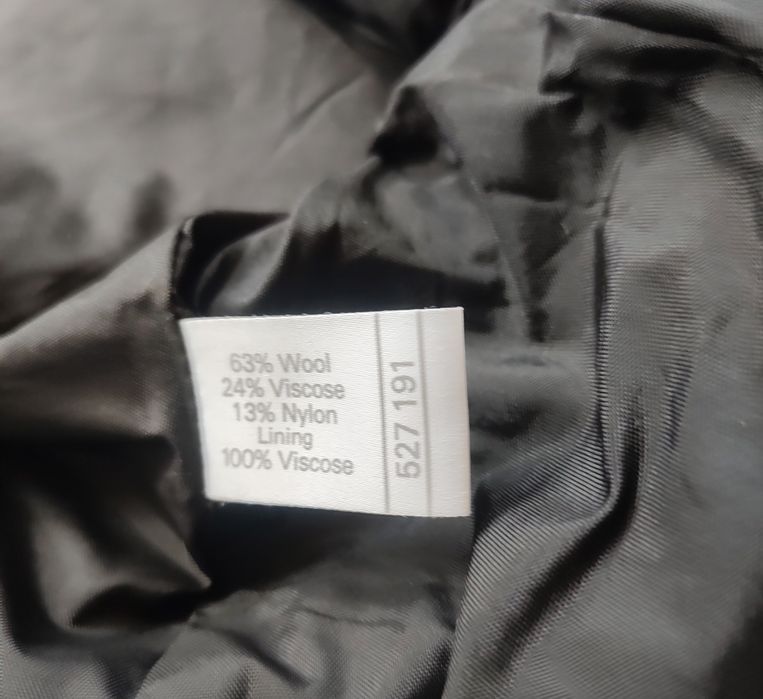 63% Wool
24% Viscose
13% Nylon
Lining
100% Viscose
527 191